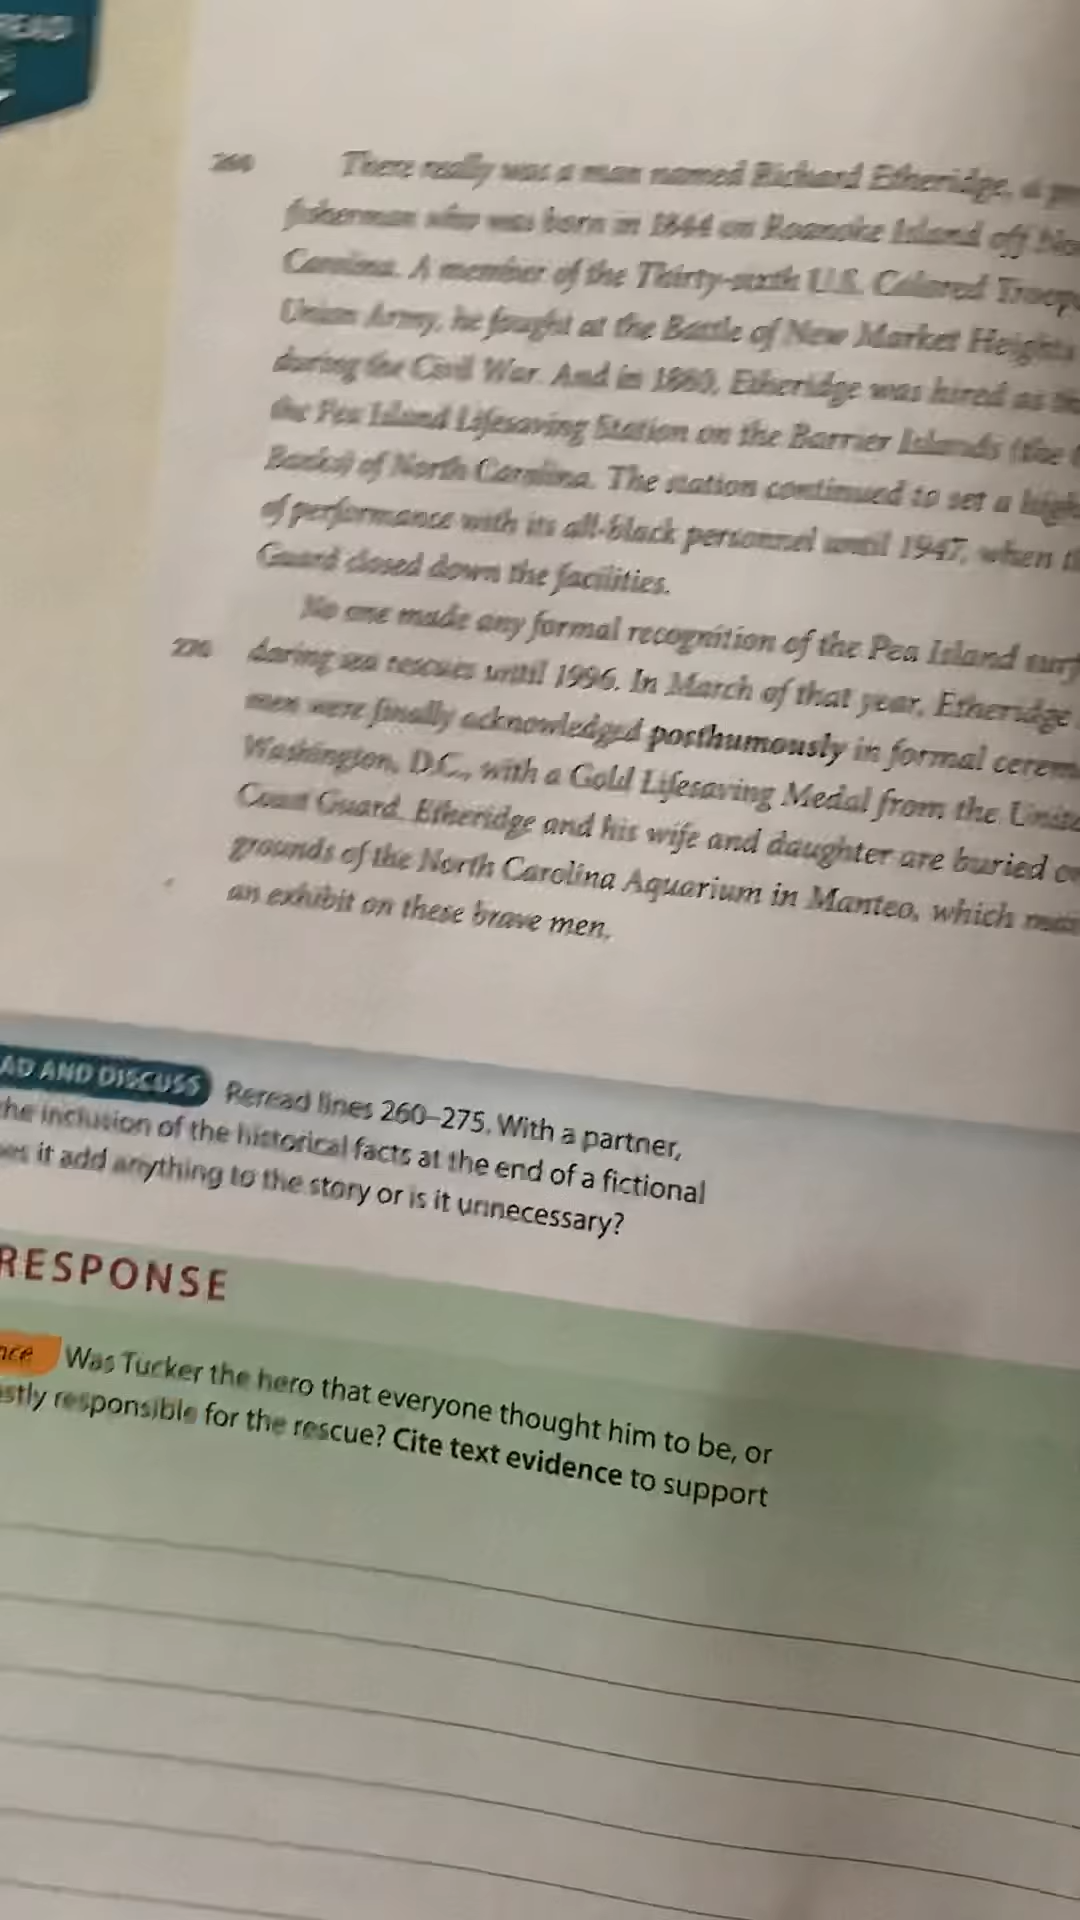 READ
260 There really was a man named Richard Etheridge, a
fisherman who was born in 1844 on Roanoke Island off
Carolina. A member of the Thirty-sixth U.S. Colored Troops
Union Army, he fought at the Battle of New Market Heights
during the Civil War. And in 1880, Etheridge was hired as
the Pea Island Lifesaving Station on the Barrier Islands (the
Banks) of North Carolina. The station continued to set a high
of performance with its all-black personnel until 1947, when
Guard closed down the facilities.
No one made any formal recognition of the Pea Island
270 daring sea rescues until 1996. In March of that year, Etheridge
men were finally acknowledged posthumously in formal
Washington, D.C., with a Gold Lifesaving Medal from the
Coast Guard. Etheridge and his wife and daughter are buried
grounds of the North Carolina Aquarium in Manteo, which
an exhibit on these brave men.
AND DISCUSS Reread lines 260–275. With a partner,
the inclusion of the historical facts at the end of a fictional
it add anything to the story or is it unnecessary?
RESPONSE
Was Tucker the hero that everyone thought him to be, or
responsible for the rescue? Cite text evidence to support